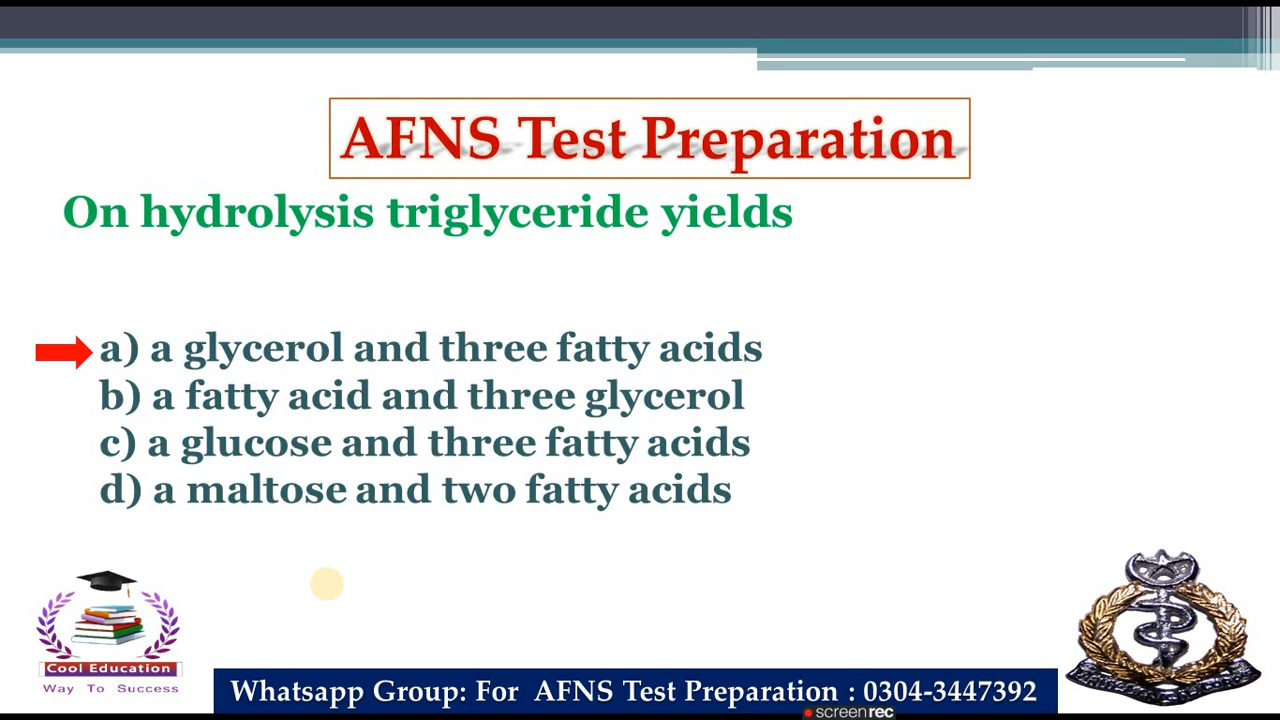 AFNS Test Preparation
On hydrolysis triglyceride yields
a) a glycerol and three fatty acids
b) a fatty acid and three glycerol
c) a glucose and three fatty acids
d) a maltose and two fatty acids
Cool Education
Way To Success
Whatsapp Group: For AFNS Test Preparation : 0304-3447392
screenrec